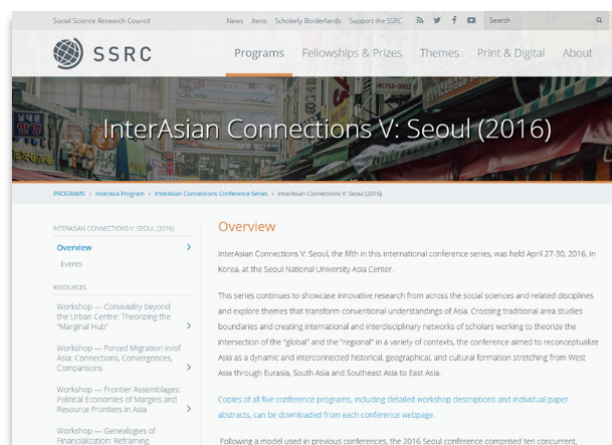 Social Science Research Council
News Items Scholarly Borderlands Support the SSRC Search
SSRC
Programs Fellowships & Prizes Themes Print & Digital About
InterAsian Connections V: Seoul (2016)
PROGRAMS › InterAsia Program › InterAsian Connections Conference Series › InterAsian Connections V: Seoul (2016)
INTERASIAN CONNECTIONS V: SEOUL (2016)
Overview
Events
RESOURCES
Workshop — Conviviality beyond
the Urban Centre: Theorizing the
"Marginal Hub"
Workshop — Forced Migration in/of
Asia: Connections, Convergences,
Comparisons
Workshop — Frontier Assemblages:
Political Economies of Margins and
Resource Frontiers in Asia
Workshop — Genealogies of
Financialization: Reframing
Overview
InterAsian Connections V: Seoul, the fifth in this international conference series, was held April 27-30, 2016, in
Korea, at the Seoul National University Asia Center.
This series continues to showcase innovative research from across the social sciences and related disciplines
and explore themes that transform conventional understandings of Asia. Crossing traditional area studies
boundaries and creating international and interdisciplinary networks of scholars working to theorize the
intersection of the "global" and the "regional" in a variety of contexts, the conference aimed to reconceptualize
Asia as a dynamic and interconnected historical, geographical, and cultural formation stretching from West
Asia through Eurasia, South Asia and Southeast Asia to East Asia.
Copies of all five conference programs, including detailed workshop descriptions and individual paper
abstracts, can be downloaded from each conference webpage.
Following a model used in previous conferences, the 2016 Seoul conference comprised ten concurrent,